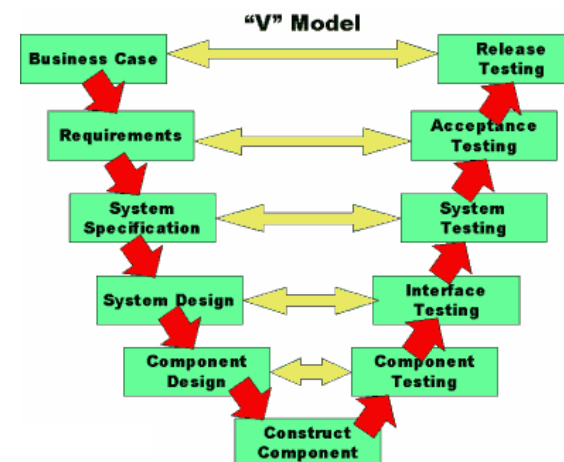 “V” Model
Business Case
Release
Testing
Requirements
Acceptance
Testing
System
Specification
System
Testing
System Design
Interface
Testing
Component
Design
Component
Testing
Construct
Component